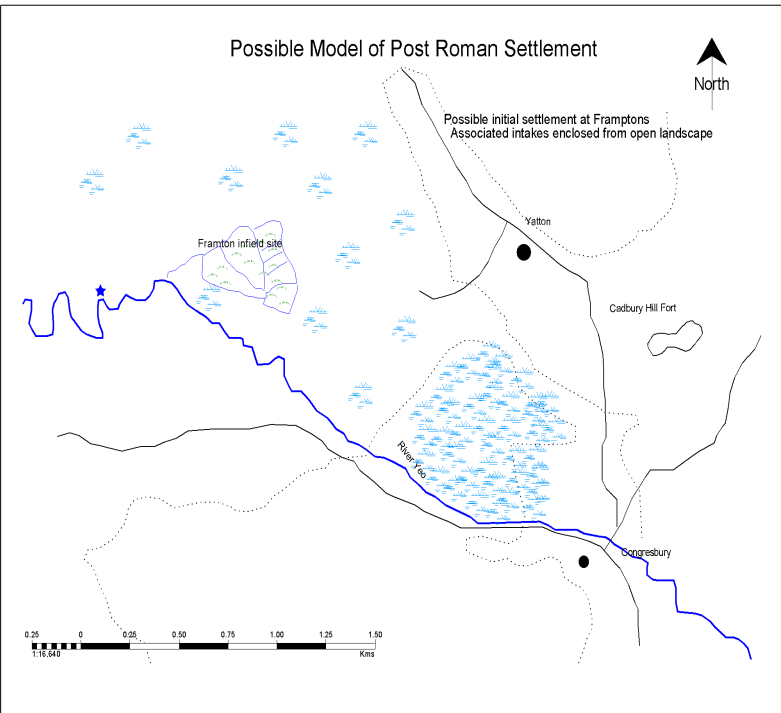 Possible Model of Post Roman Settlement
North
Possible initial settlement at Framptons
Associated intakes enclosed from open landscape
Yatton
Framton infield site
Cadbury Hill Fort
River Yeo
Congresbury
0.25 0 0.25 0.50 0.75 1.00 1.25 1.50
1:16,640 Kms